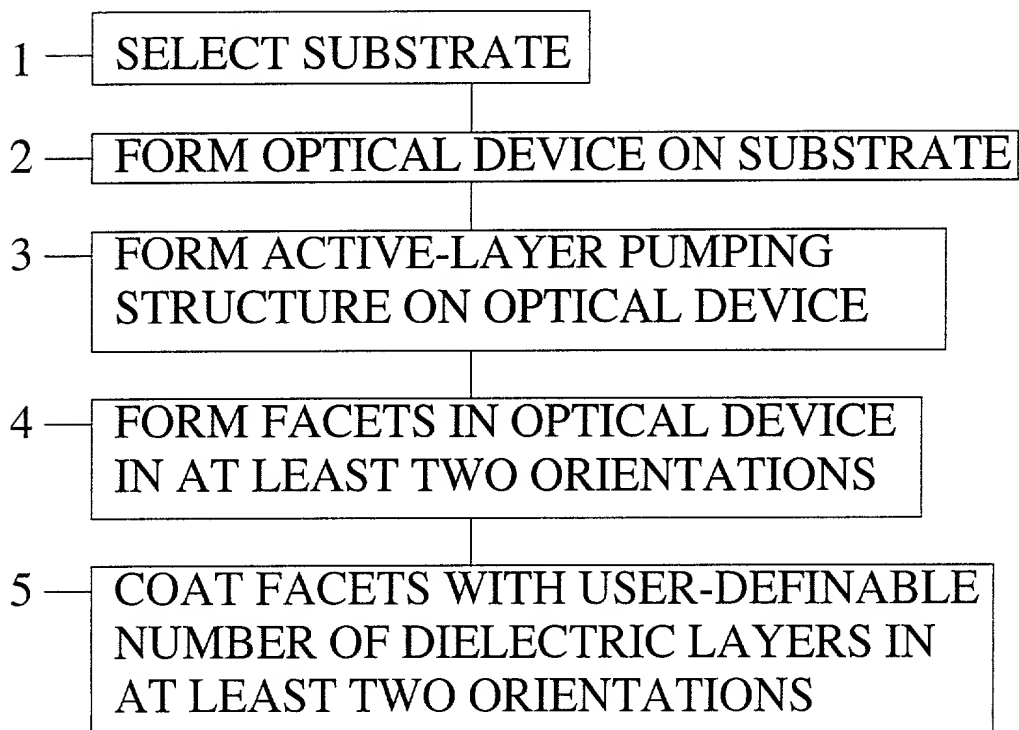 1 SELECT SUBSTRATE
2 FORM OPTICAL DEVICE ON SUBSTRATE
3 FORM ACTIVE-LAYER PUMPING
STRUCTURE ON OPTICAL DEVICE
4 FORM FACETS IN OPTICAL DEVICE
IN AT LEAST TWO ORIENTATIONS
5 COAT FACETS WITH USER-DEFINABLE
NUMBER OF DIELECTRIC LAYERS IN
AT LEAST TWO ORIENTATIONS